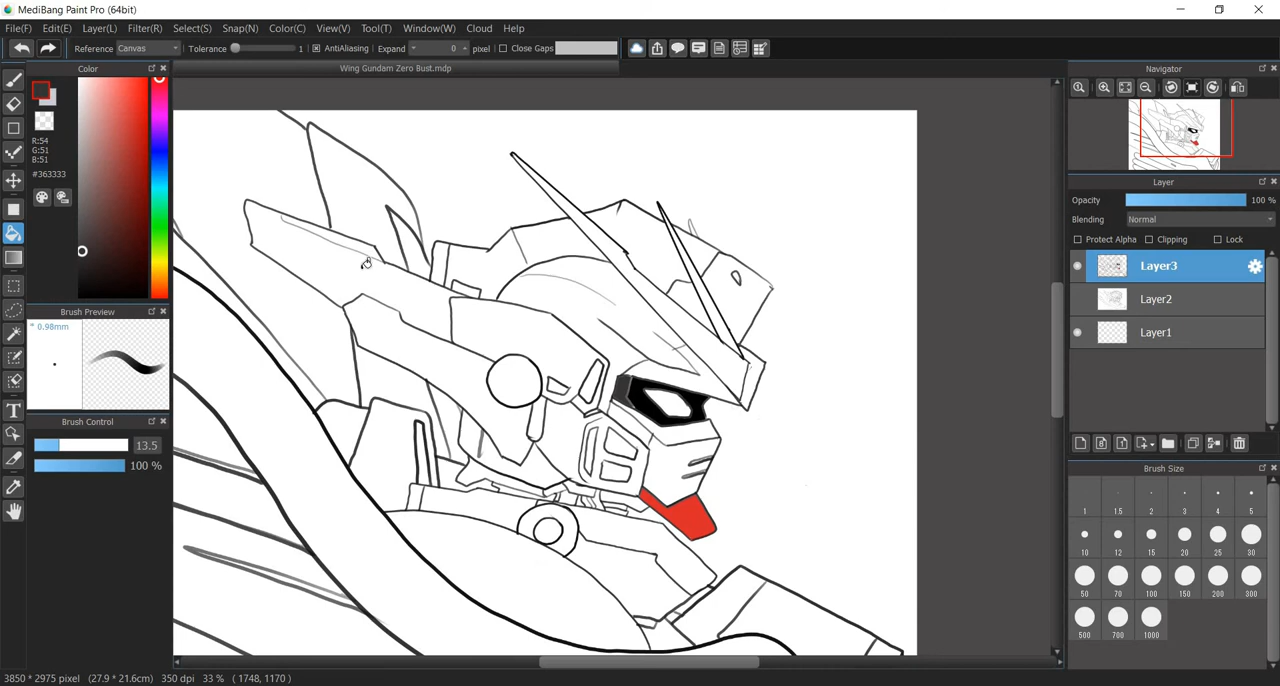 MediBang Paint Pro (64bit)
File(F) Edit(E) Layer(L) Filter(R) Select(S) Snap(N) Color(C) View(V) Tool(T) Window(W) Cloud Help
Reference Canvas Tolerance 1 AntiAliasing Expand 0 pixel Close Gaps
Color
Wing Gundam Zero Bust.mdp
Navigator
R:54
G:51
B:51
#363333
Layer
Opacity 100 %
Blending Normal
Protect Alpha Clipping Lock
Layer3
Layer2
Layer1
Brush Preview
* 0.98mm
Brush Control
13.5
100 %
Brush Size
1 1.5 2 3 4 5
10 12 15 20 25 30
50 70 100 150 200 300
500 700 1000
3850 * 2975 pixel (27.9 * 21.6cm) 350 dpi 33 % ( 1748, 1170 )